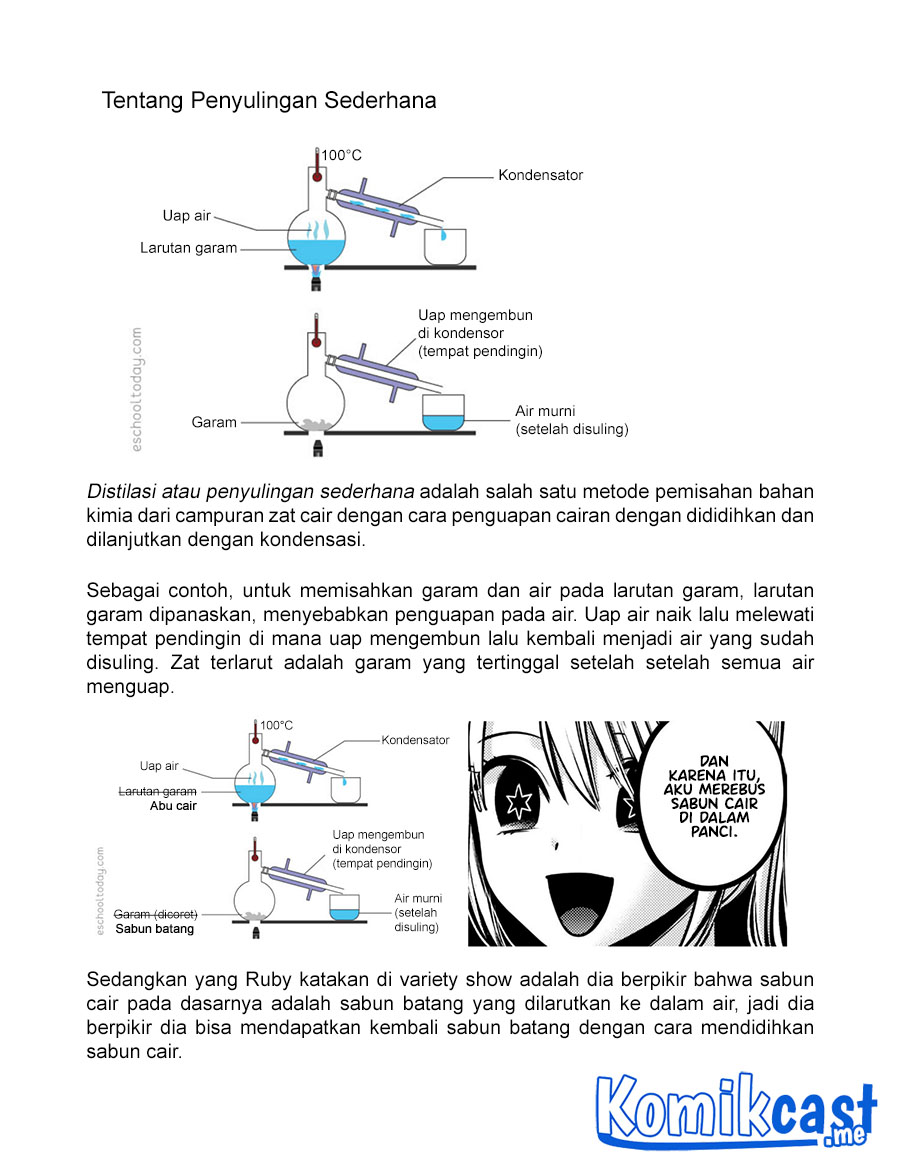 Tentang Penyulingan Sederhana
100°C
Kondensator
Uap air
Larutan garam
Uap mengembun
di kondensor
(tempat pendingin)
Garam
Air murni
(setelah disuling)
eschooltoday.com
Distilasi atau penyulingan sederhana adalah salah satu metode pemisahan bahan
kimia dari campuran zat cair dengan cara penguapan cairan dengan dididihkan dan
dilanjutkan dengan kondensasi.
Sebagai contoh, untuk memisahkan garam dan air pada larutan garam, larutan
garam dipanaskan, menyebabkan penguapan pada air. Uap air naik lalu melewati
tempat pendingin di mana uap mengembun lalu kembali menjadi air yang sudah
disuling. Zat terlarut adalah garam yang tertinggal setelah setelah semua air
menguap.
100°C
Kondensator
Uap air
Larutan garam
Abu cair
Uap mengembun
di kondensor
(tempat pendingin)
Garam (dicoret)
Sabun batang
Air murni
(setelah
disuling)
eschooltoday.com
DAN
KARENA ITU,
AKU MEREBUS
SABUN CAIR
DI DALAM
PANCI.
Sedangkan yang Ruby katakan di variety show adalah dia berpikir bahwa sabun
cair pada dasarnya adalah sabun batang yang dilarutkan ke dalam air, jadi dia
berpikir dia bisa mendapatkan kembali sabun batang dengan cara mendidihkan
sabun cair.
Komikcast
.me